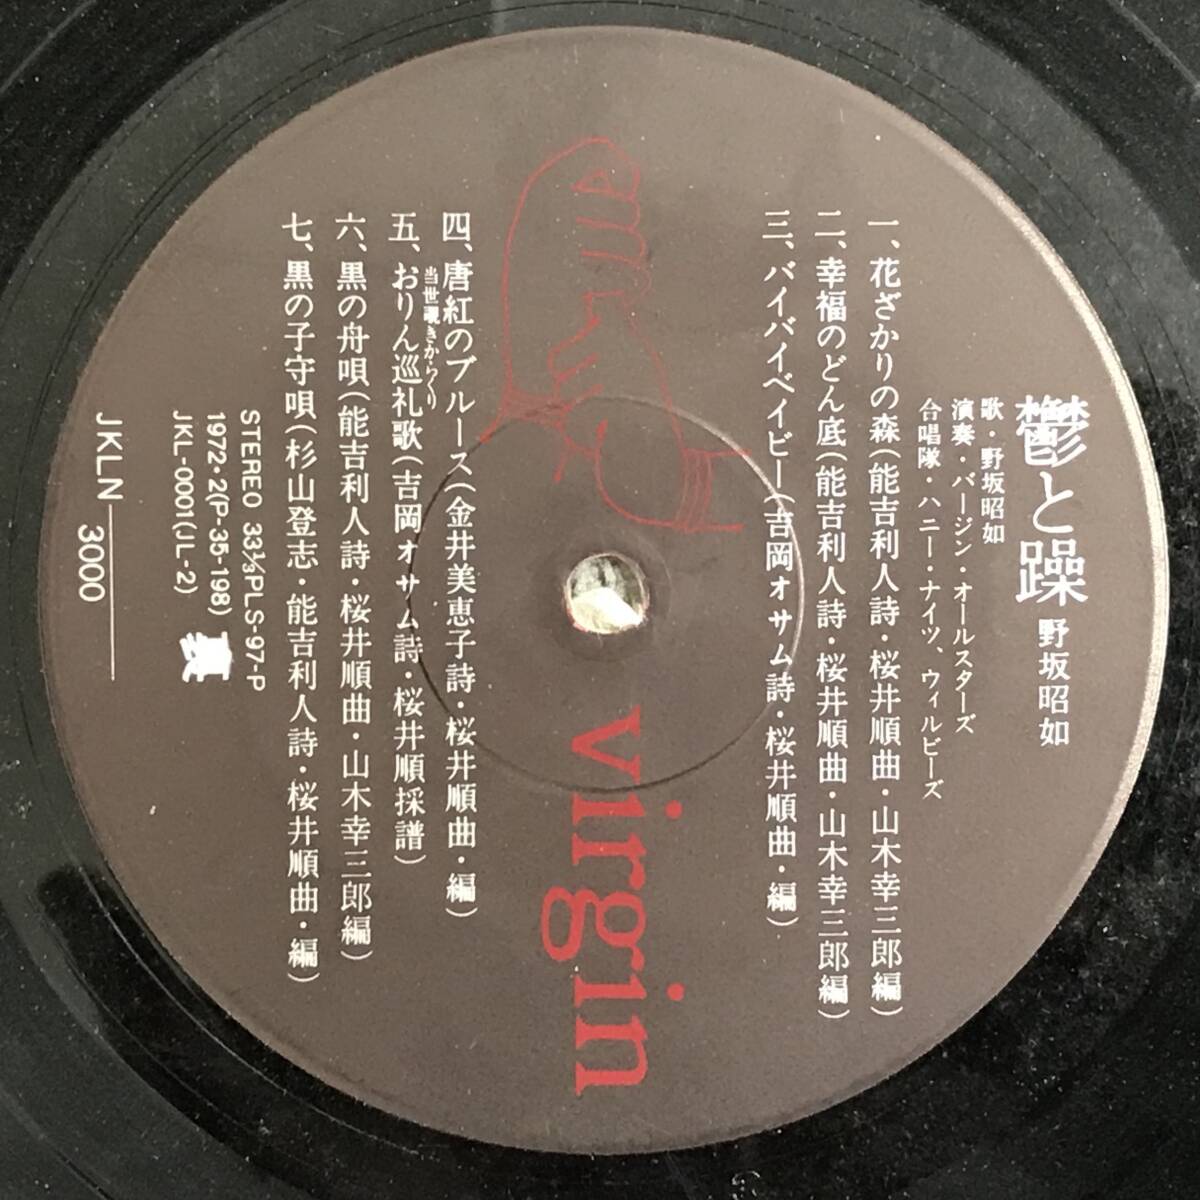 鬱と躁 野坂昭如
歌・野坂昭如
演奏・バージン・オールスターズ
合唱隊・ハニー・ナイツ、ウィルビーズ
一、花ざかりの森(能吉利人詩・桜井順曲・山木幸三郎編)
二、幸福のどん底(能吉利人詩・桜井順曲・山木幸三郎編)
三、バイバイベイビー(吉岡オサム詩・桜井順曲・編)
virgin
四、唐紅のブルース(金井美恵子詩・桜井順曲・編)
当世覗きからくり
五、おりん巡礼歌(吉岡オサム詩・桜井順採譜)
六、黒の舟唄(能吉利人詩・桜井順曲・山木幸三郎編)
七、黒の子守唄(杉山登志・能吉利人詩・桜井順曲・編)
STEREO 33⅓PLS-97-P
1972・2(P-35-198)
JKL-0001(JL-2)
裏
JKLN 3000